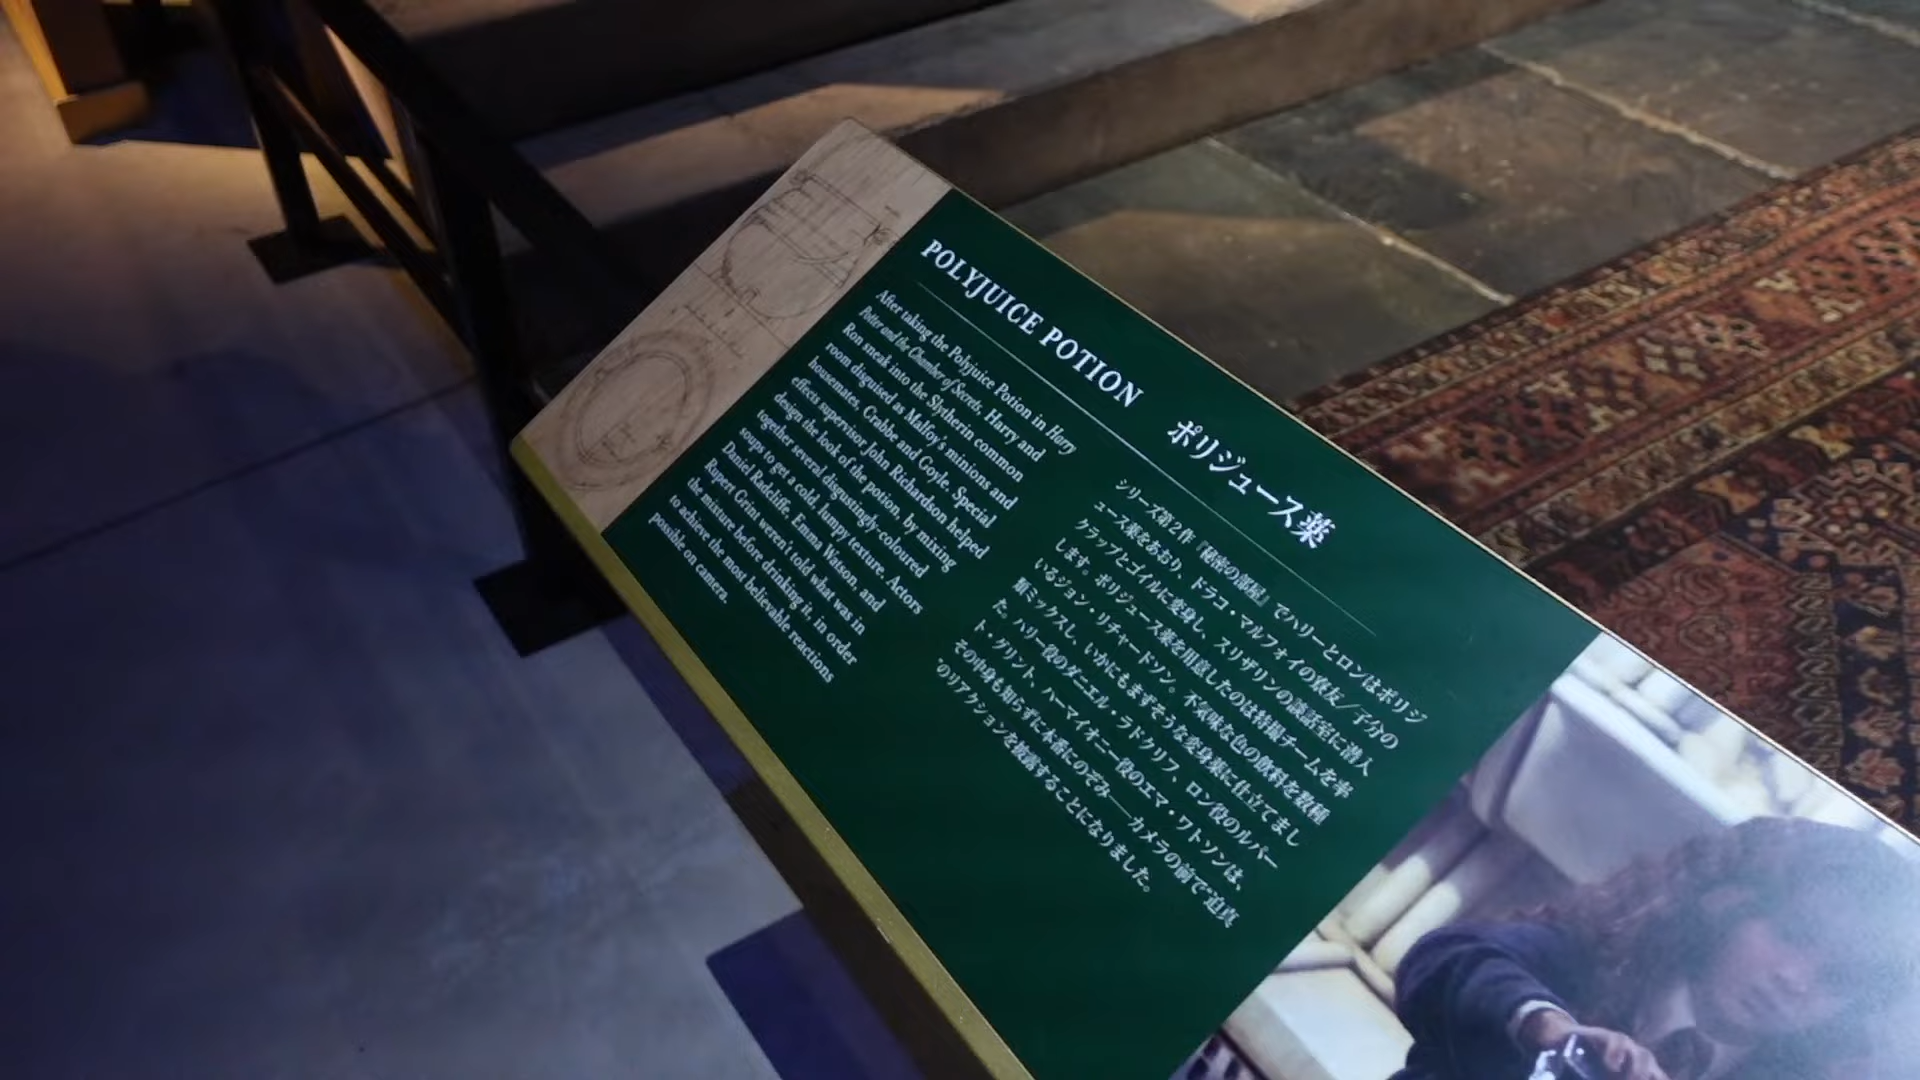 POLYJUICE POTION
After taking the Polyjuice Potion in Harry
Potter and the Chamber of Secrets, Harry and
Ron sneak into the Slytherin common
room disguised as Malfoy's minions and
housemates, Crabbe and Goyle. Special
effects supervisor John Richardson helped
design the look of the potion, by mixing
together several disgustingly-coloured
soups to get a cold, lumpy texture. Actors
Daniel Radcliffe, Emma Watson, and
Rupert Grint weren't told what was in
the mixture before drinking it, in order
to achieve the most believable reactions
possible on camera.
ポリジュース薬
シリーズ第2作『秘密の部屋』でハリーとロンはポリジ
ュース薬をあおり、ドラコ・マルフォイの寮友／子分の
クラッブとゴイルに変身し、スリザリンの談話室に潜入
します。ポリジュース薬を用意したのは特撮チームを率
いるジョン・リチャードソン。不気味な色の飲料を数種
類ミックスし、いかにもまずそうな変身薬に仕立てまし
た。ハリー役のダニエル・ラドクリフ、ロン役のルパー
ト・グリント、ハーマイオニー役のエマ・ワトソンは、
その中身も知らずに本番にのぞみ──カメラの前で“迫真
”のリアクションを披露することになりました。